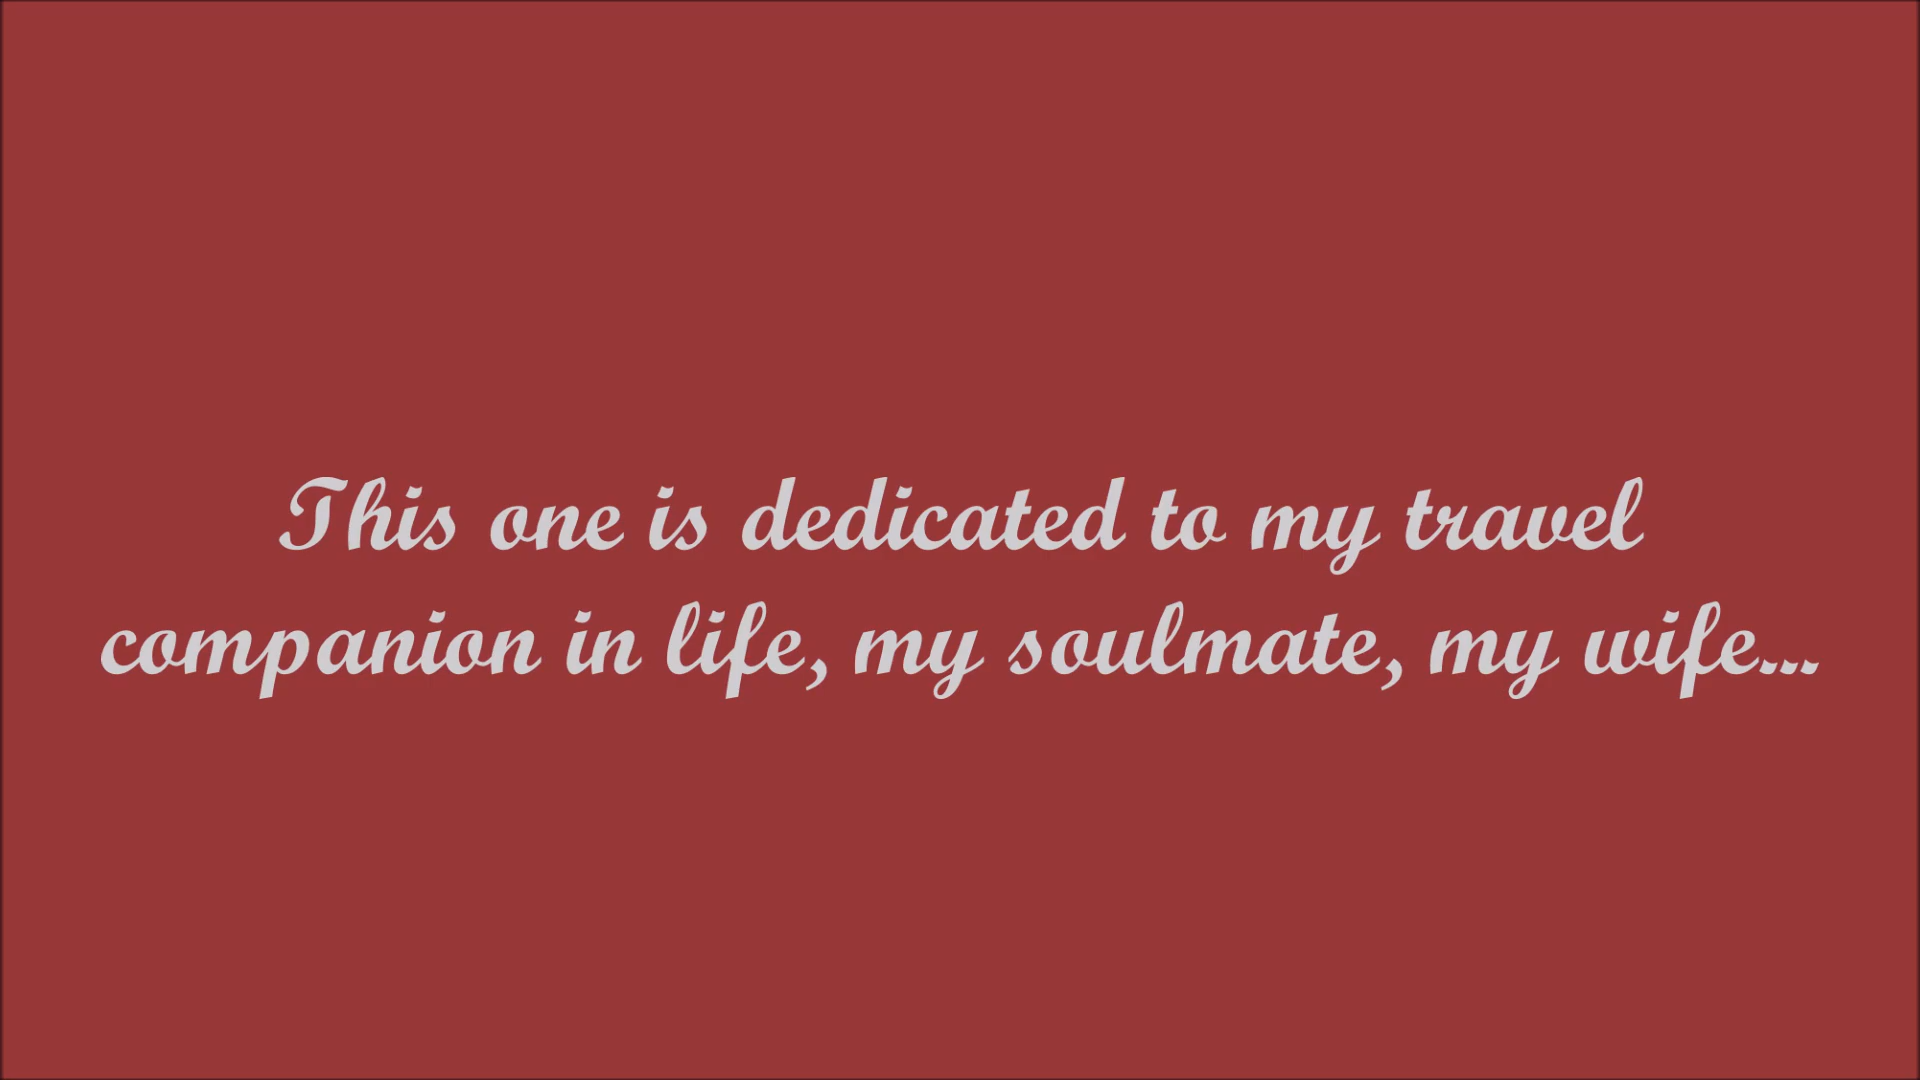 This one is dedicated to my travel
companion in life, my soulmate, my wife...